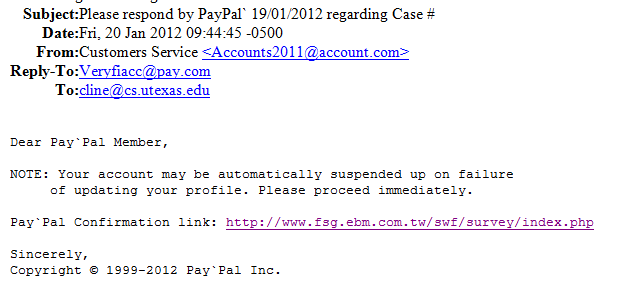 Subject:Please respond by PayPal` 19/01/2012 regarding Case #
Date:Fri, 20 Jan 2012 09:44:45 -0500
From:Customers Service <Accounts2011@account.com>
Reply-To:Veryfiacc@pay.com
To:cline@cs.utexas.edu
Dear Pay`Pal Member,
NOTE: Your account may be automatically suspended up on failure
of updating your profile. Please proceed immediately.
Pay`Pal Confirmation link: http://www.fsg.ebm.com.tw/swf/survey/index.php
Sincerely,
Copyright © 1999-2012 Pay`Pal Inc.